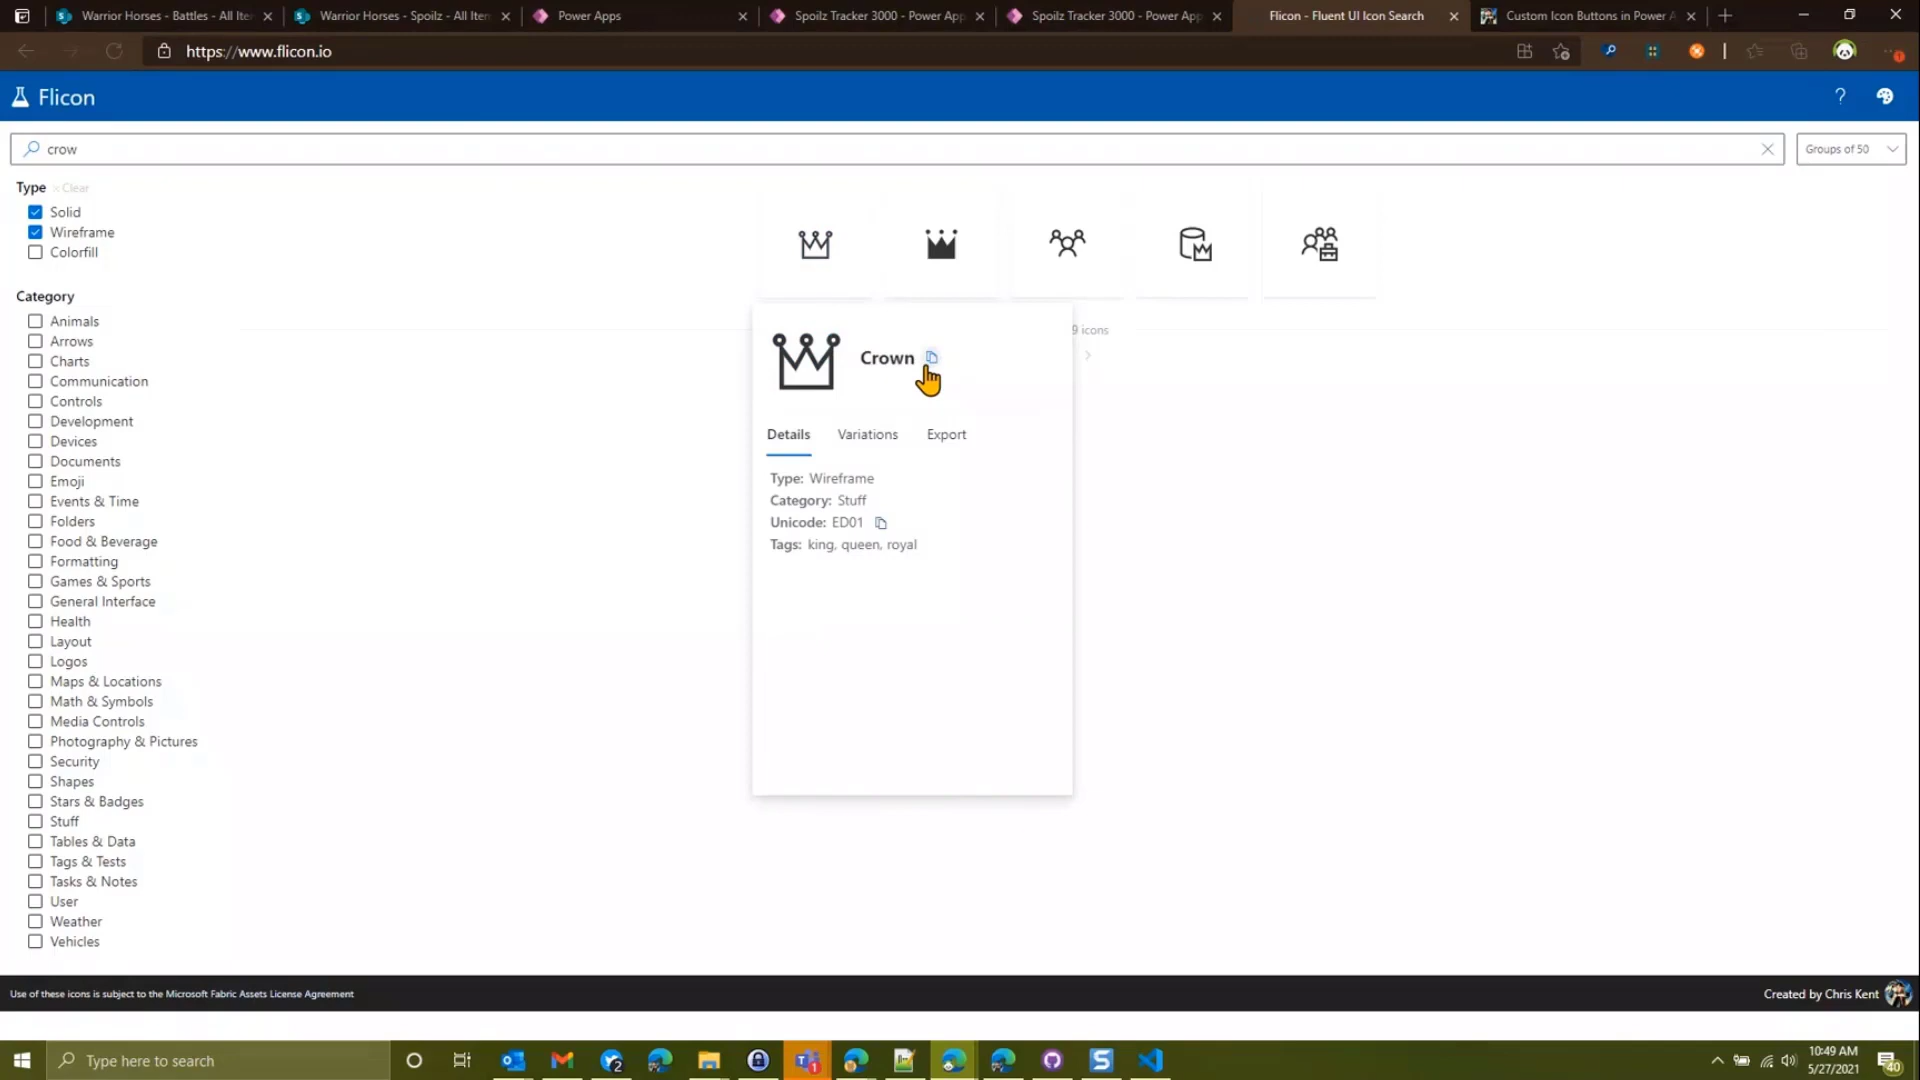 Warrior Horses - Battles - All Ite
Warrior Horses - Spoilz - All Item
Power Apps
Spoilz Tracker 3000 - Power App
Spoilz Tracker 3000 - Power App
Flicon - Fluent UI Icon Search
Custom Icon Buttons in Power A
https://www.flicon.io
Flicon
crow
Groups of 50
Type
Clear
Solid
Wireframe
Colorfill
Category
Animals
Arrows
Charts
Communication
Controls
Development
Devices
Documents
Emoji
Events & Time
Folders
Food & Beverage
Formatting
Games & Sports
General Interface
Health
Layout
Logos
Maps & Locations
Math & Symbols
Media Controls
Photography & Pictures
Security
Shapes
Stars & Badges
Stuff
Tables & Data
Tags & Tests
Tasks & Notes
User
Weather
Vehicles
9 icons
Crown
Details Variations Export
Type: Wireframe
Category: Stuff
Unicode: ED01
Tags: king, queen, royal
Use of these icons is subject to the Microsoft Fabric Assets License Agreement
Created by Chris Kent
Type here to search
10:49 AM
5/27/2021
40